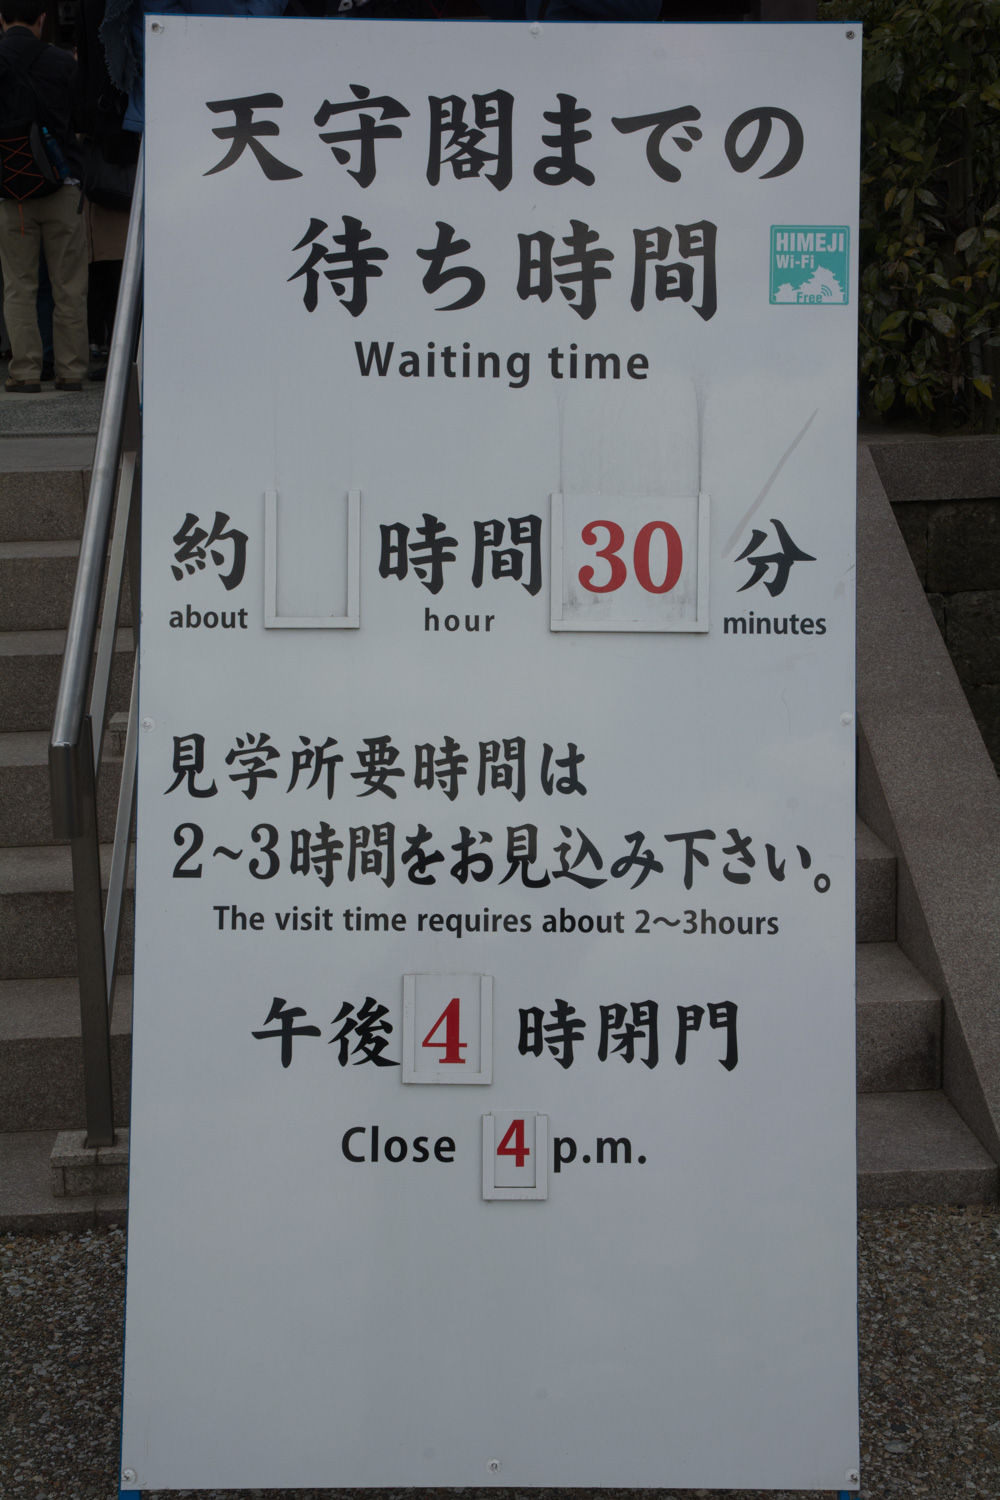 天守閣までの
待ち時間
HIMEJI
Wi-Fi
Free
Waiting time
約 時間 30 分
about hour minutes
見学所要時間は
2~3時間をお見込み下さい。
The visit time requires about 2～3hours
午後 4 時閉門
Close 4 p.m.